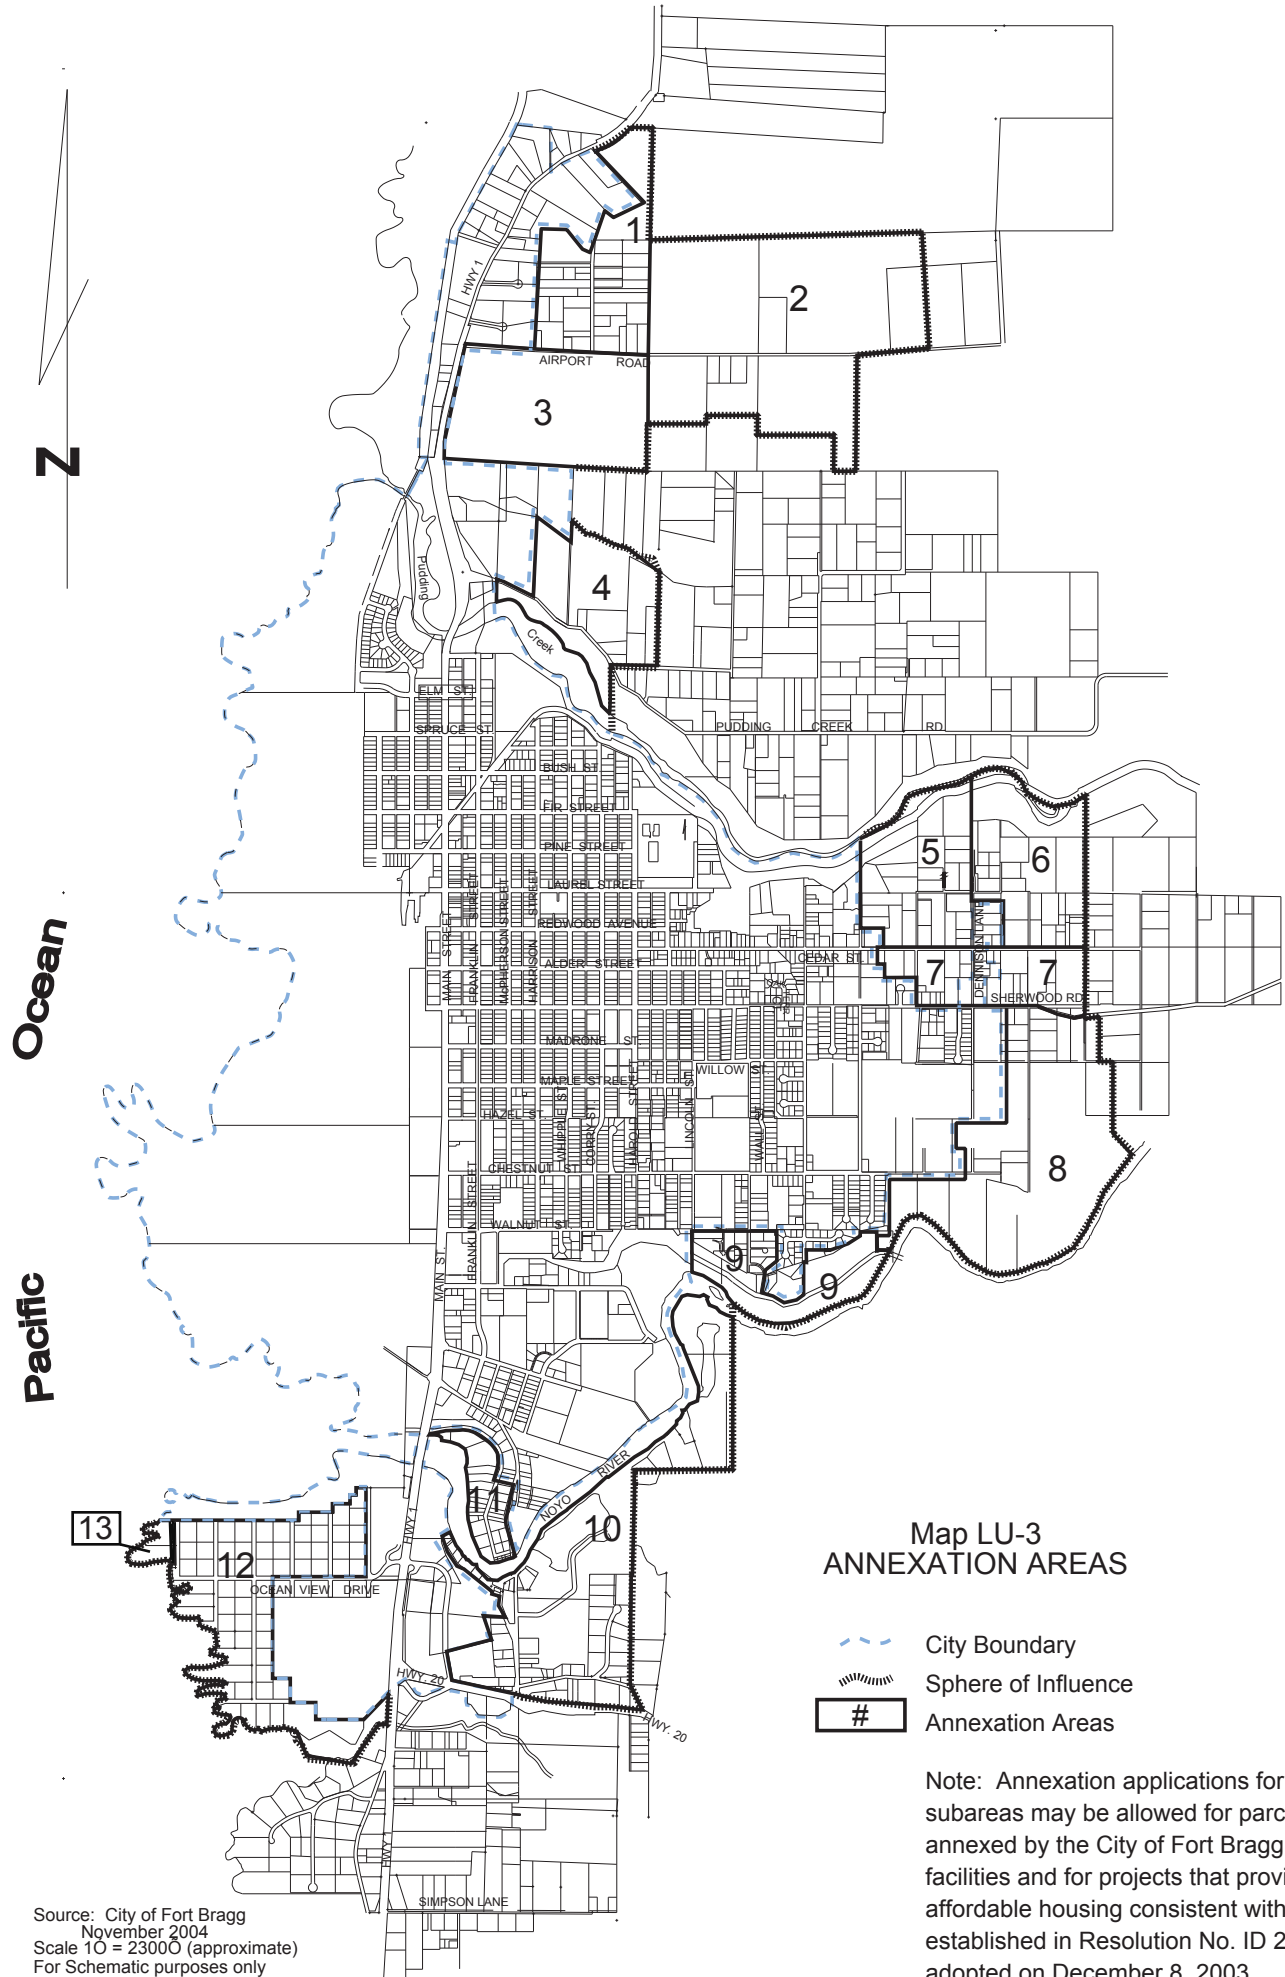 HWY 1
1
2
AIRPORT ROAD
3
Z
4
Pudding
Creek
ELM ST.
SPRUCE ST.
PUDDING CREEK RD.
BUSH ST.
FIR STREET
PINE STREET
5
6
LAUREL STREET
REDWOOD AVENUE
MAIN STREET
FRANKLIN STREET
McPHERSON STREET
HARRISON STREET
ALDER STREET
CEDAR ST.
7
DENNISON LANE
7
SHERWOOD RD
Ocean
MADRONE ST.
WILLOW ST.
MAPLE STREET
HAZEL ST.
WHIPPLE ST.
CORRY ST.
HAROLD STREET
LINCOLN ST.
WALL ST.
CHESTNUT ST.
8
FRANKLIN STREET
WALNUT ST.
MAIN ST.
9
9
Pacific
NOYO RIVER
11
10
13
12
HWY 1
OCEAN VIEW DRIVE
HWY. 20
HWY. 20
HWY 1
SIMPSON LANE
Map LU-3
ANNEXATION AREAS
City Boundary
Sphere of Influence
# Annexation Areas
Note: Annexation applications for
subareas may be allowed for parc
annexed by the City of Fort Bragg
facilities and for projects that provi
affordable housing consistent with
established in Resolution No. ID 2
adopted on December 8, 2003.
Source: City of Fort Bragg
November 2004
Scale 1Ó = 2300Ó (approximate)
For Schematic purposes only